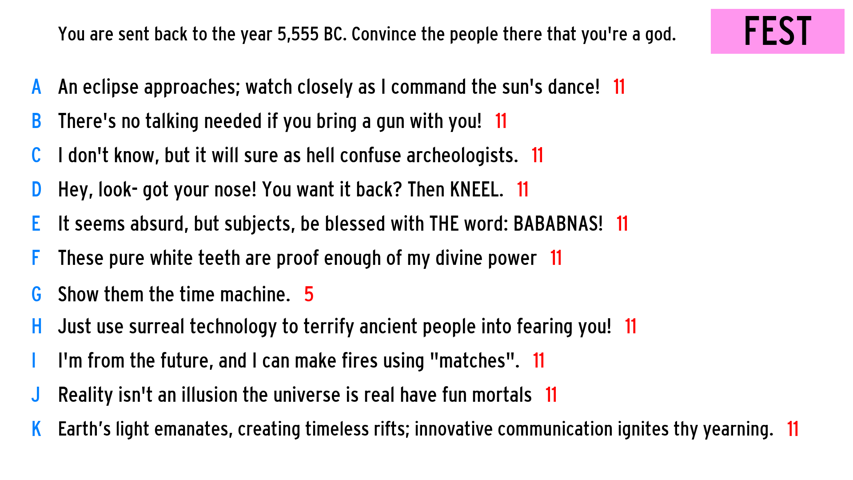 You are sent back to the year 5,555 BC. Convince the people there that you're a god.
FEST
A An eclipse approaches; watch closely as I command the sun's dance! 11
B There's no talking needed if you bring a gun with you! 11
C I don't know, but it will sure as hell confuse archeologists. 11
D Hey, look- got your nose! You want it back? Then KNEEL. 11
E It seems absurd, but subjects, be blessed with THE word: BABABNAS! 11
F These pure white teeth are proof enough of my divine power 11
G Show them the time machine. 5
H Just use surreal technology to terrify ancient people into fearing you! 11
I I'm from the future, and I can make fires using "matches". 11
J Reality isn't an illusion the universe is real have fun mortals 11
K Earth’s light emanates, creating timeless rifts; innovative communication ignites thy yearning. 11